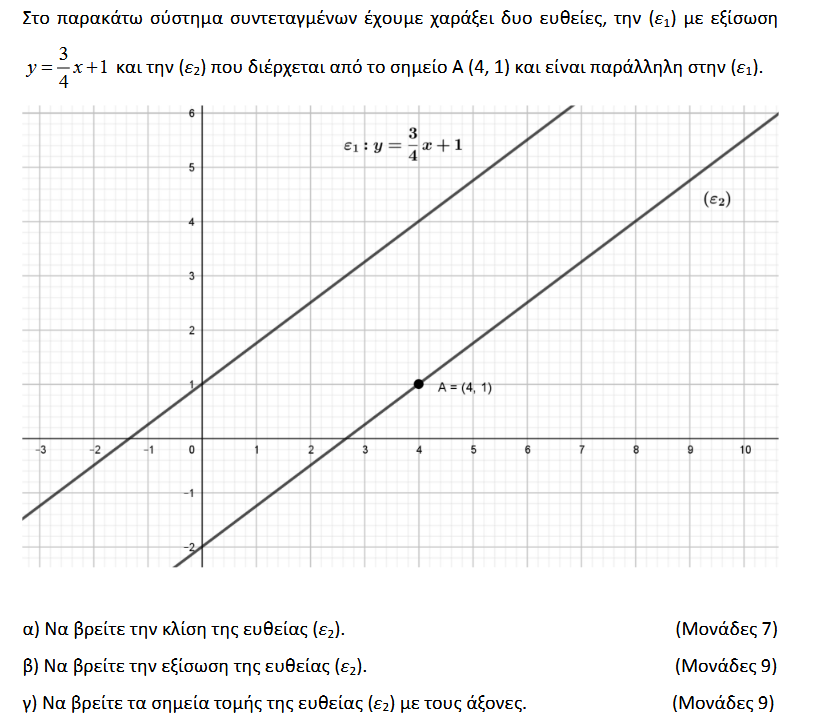 Στο παρακάτω σύστημα συντεταγμένων έχουμε χαράξει δυο ευθείες, την (ε₁) με εξίσωση
y = 3/4 x + 1 και την (ε₂) που διέρχεται από το σημείο Α (4, 1) και είναι παράλληλη στην (ε₁).
6
ε₁ : y = 3/4 x + 1
5
(ε₂)
4
3
2
1
A = (4, 1)
-3 -2 -1 0 1 2 3 4 5 6 7 8 9 10
-1
-2
α) Να βρείτε την κλίση της ευθείας (ε₂). (Μονάδες 7)
β) Να βρείτε την εξίσωση της ευθείας (ε₂). (Μονάδες 9)
γ) Να βρείτε τα σημεία τομής της ευθείας (ε₂) με τους άξονες. (Μονάδες 9)